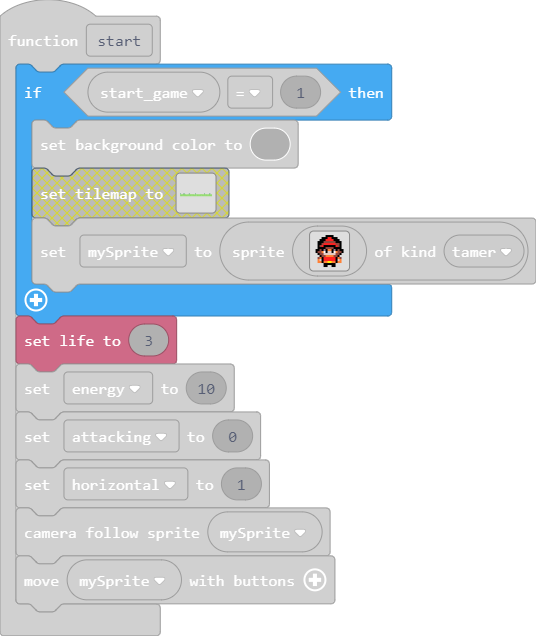 function start
if start_game = 1 then
set background color to
set tilemap to
set mySprite to sprite of kind tamer
set life to 3
set energy to 10
set attacking to 0
set horizontal to 1
camera follow sprite mySprite
move mySprite with buttons